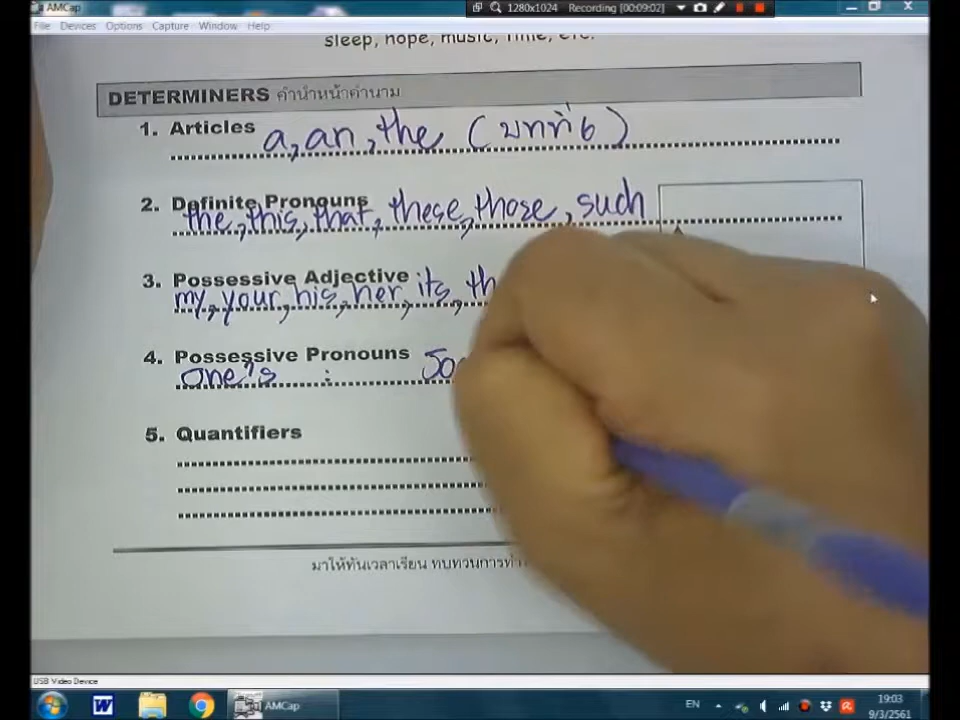 AMCap
1280x1024 Recording [00:09:02]
File Devices Options Capture Window Help
sleep, hope, music, time, etc.
DETERMINERS คำนำหน้าคำนาม
1. Articles a, an, the (บทที่ 6)
2. Definite Pronouns
the, this, that, these, those, such
3. Possessive Adjective
my, your, his, her, its, th
4. Possessive Pronouns
one's :
5. Quantifiers
มาให้ทันเวลาเรียน ทบทวนการทำ
USB Video Device
AMCap
EN
19:03
9/3/2561